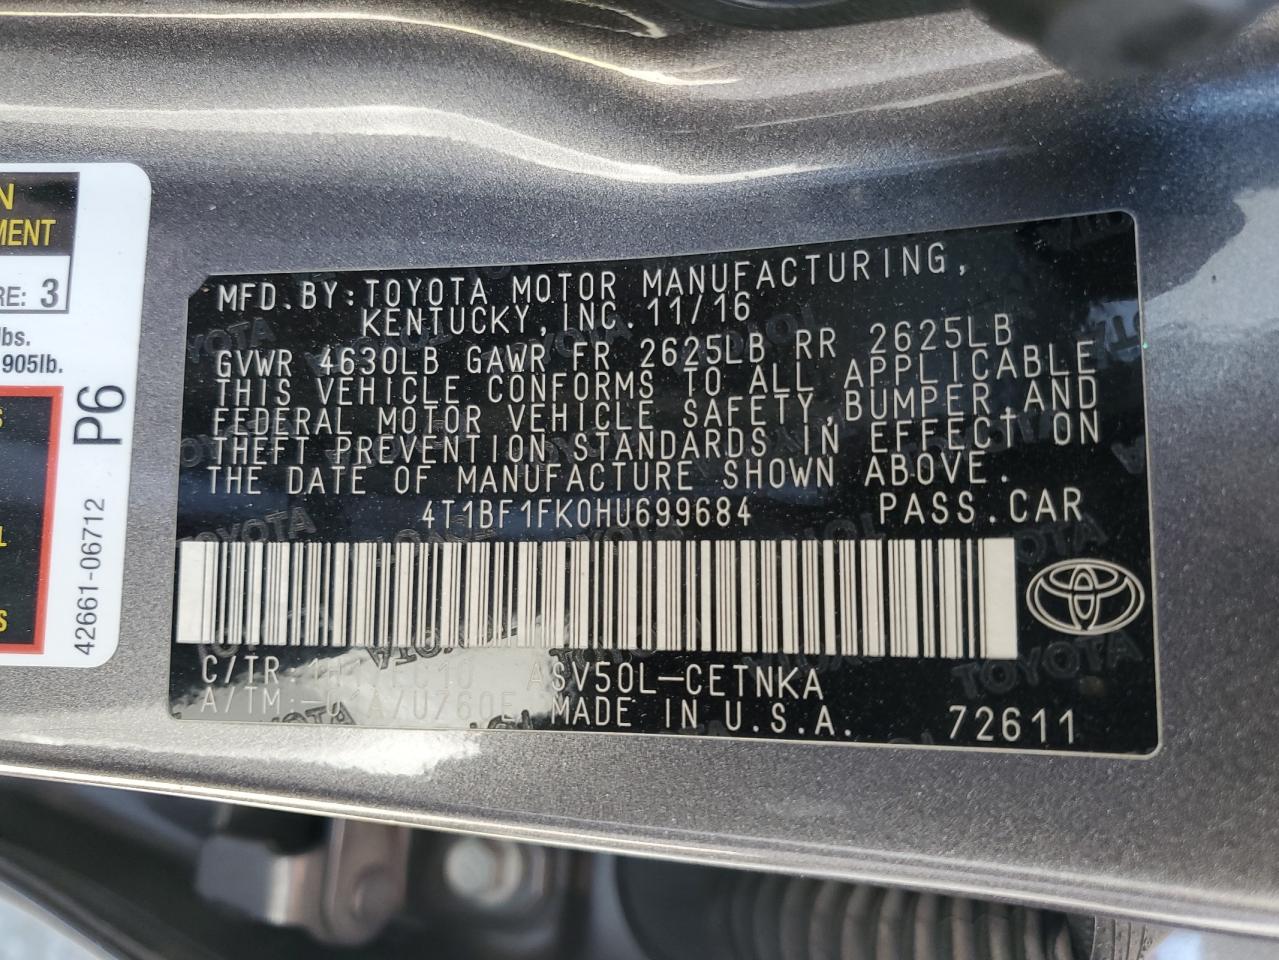 N
MENT
RE: 3
lbs.
905lb.
S
L
S
P6
42661-06712
MFD.BY:TOYOTA MOTOR MANUFACTURING,
KENTUCKY, INC. 11/16
GVWR 4630LB GAWR FR 2625LB RR 2625LB
THIS VEHICLE CONFORMS TO ALL APPLICABLE
FEDERAL MOTOR VEHICLE SAFETY,BUMPER,AND
THEFT PREVENTION STANDARDS IN EFFECT ON
THE DATE OF MANUFACTURE SHOWN ABOVE.
4T1BF1FK0HU699684 PASS.CAR
C/TR ASV50L-CETNKA
A/TM: MADE IN U.S.A. 72611